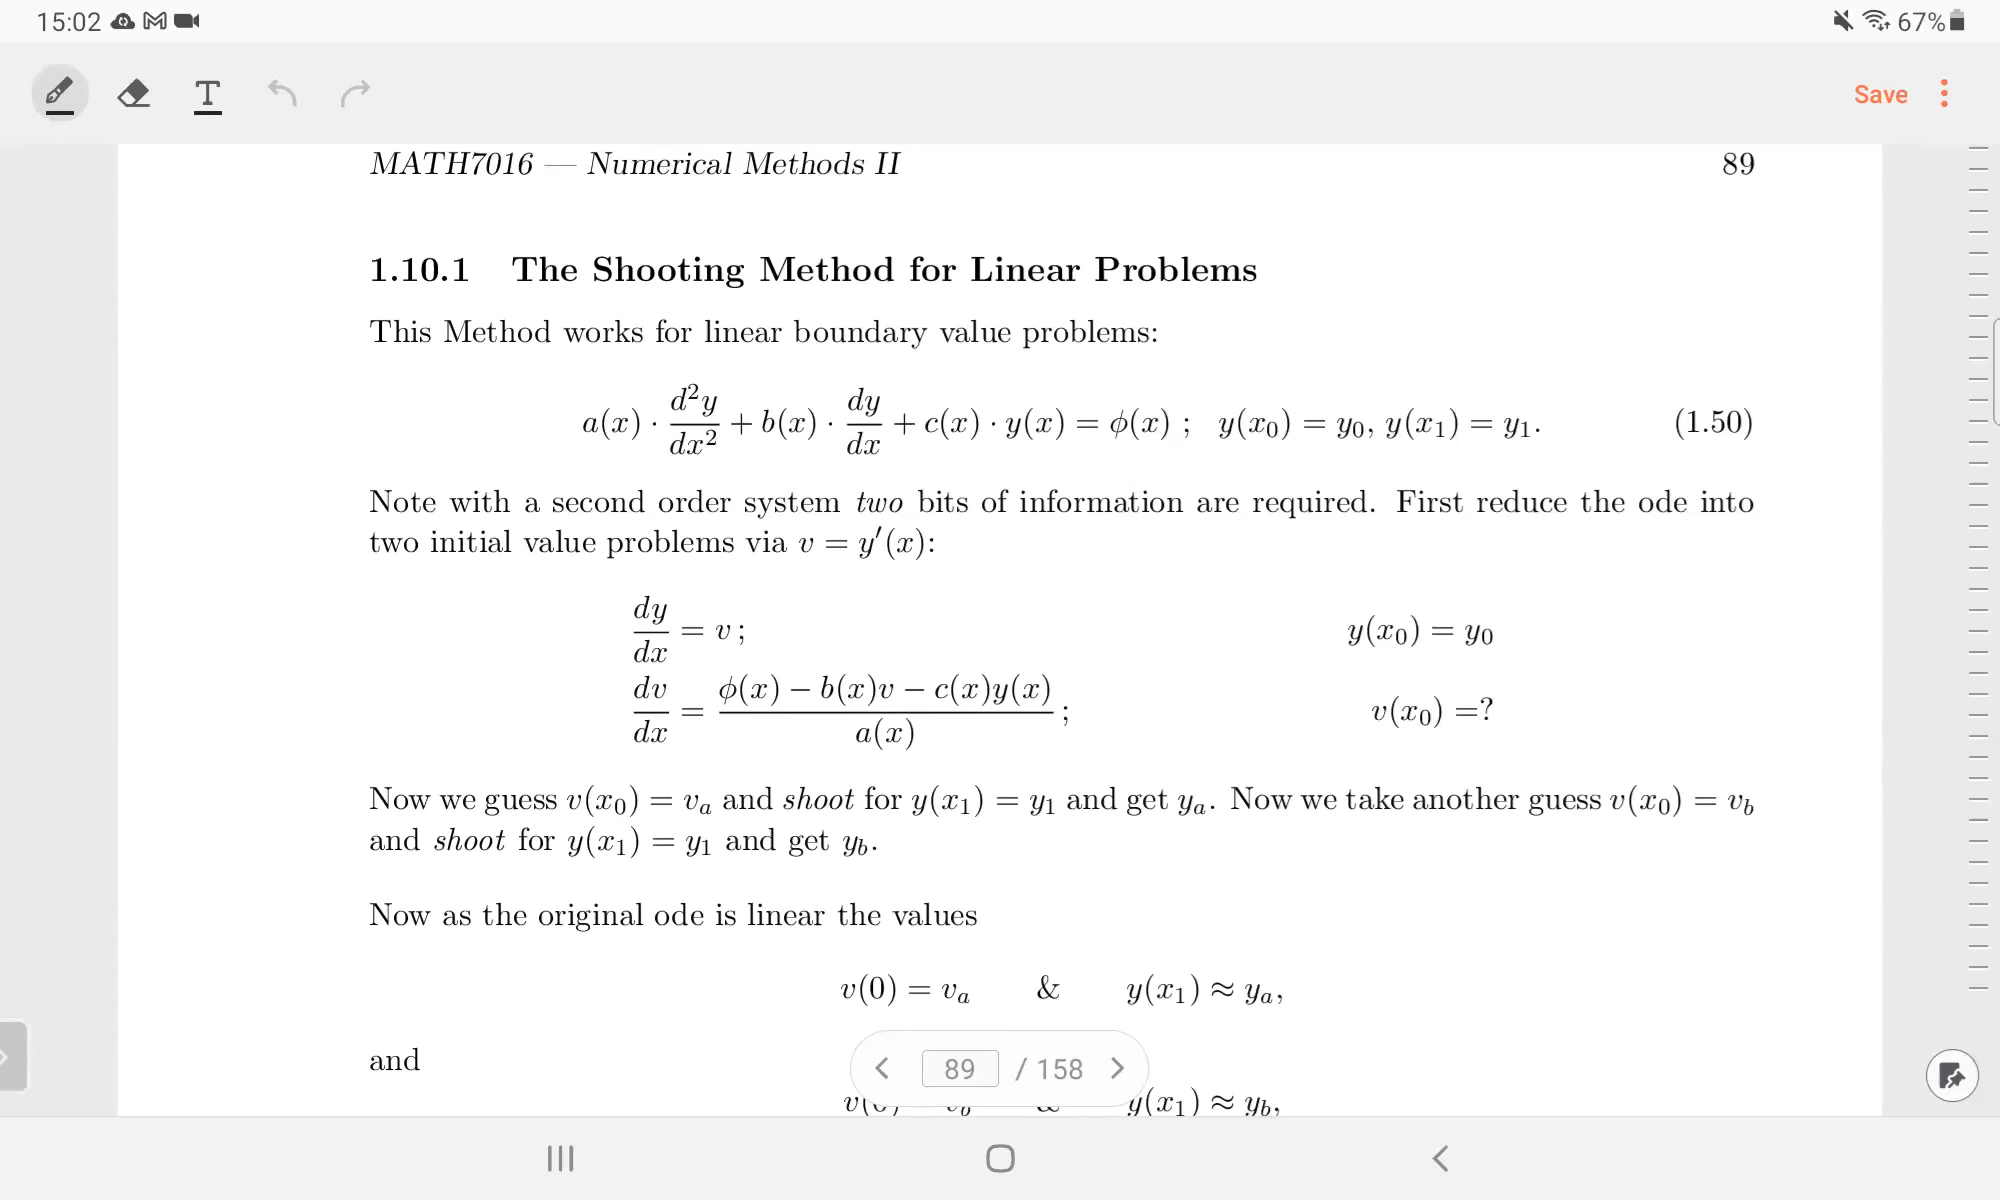 15:02 67%
Save
MATH7016 — Numerical Methods II 89
1.10.1 The Shooting Method for Linear Problems
This Method works for linear boundary value problems:
a(x) · d²y/dx² + b(x) · dy/dx + c(x) · y(x) = ϕ(x) ; y(x₀) = y₀, y(x₁) = y₁. (1.50)
Note with a second order system two bits of information are required. First reduce the ode into
two initial value problems via v = y′(x):
dy/dx = v ; y(x₀) = y₀
dv/dx = (ϕ(x) − b(x)v − c(x)y(x))/a(x) ; v(x₀) =?
Now we guess v(x₀) = vₐ and shoot for y(x₁) = y₁ and get yₐ. Now we take another guess v(x₀) = v_b
and shoot for y(x₁) = y₁ and get y_b.
Now as the original ode is linear the values
v(0) = vₐ & y(x₁) ≈ yₐ,
and
89 / 158
y(x₁) ≈ y_b,